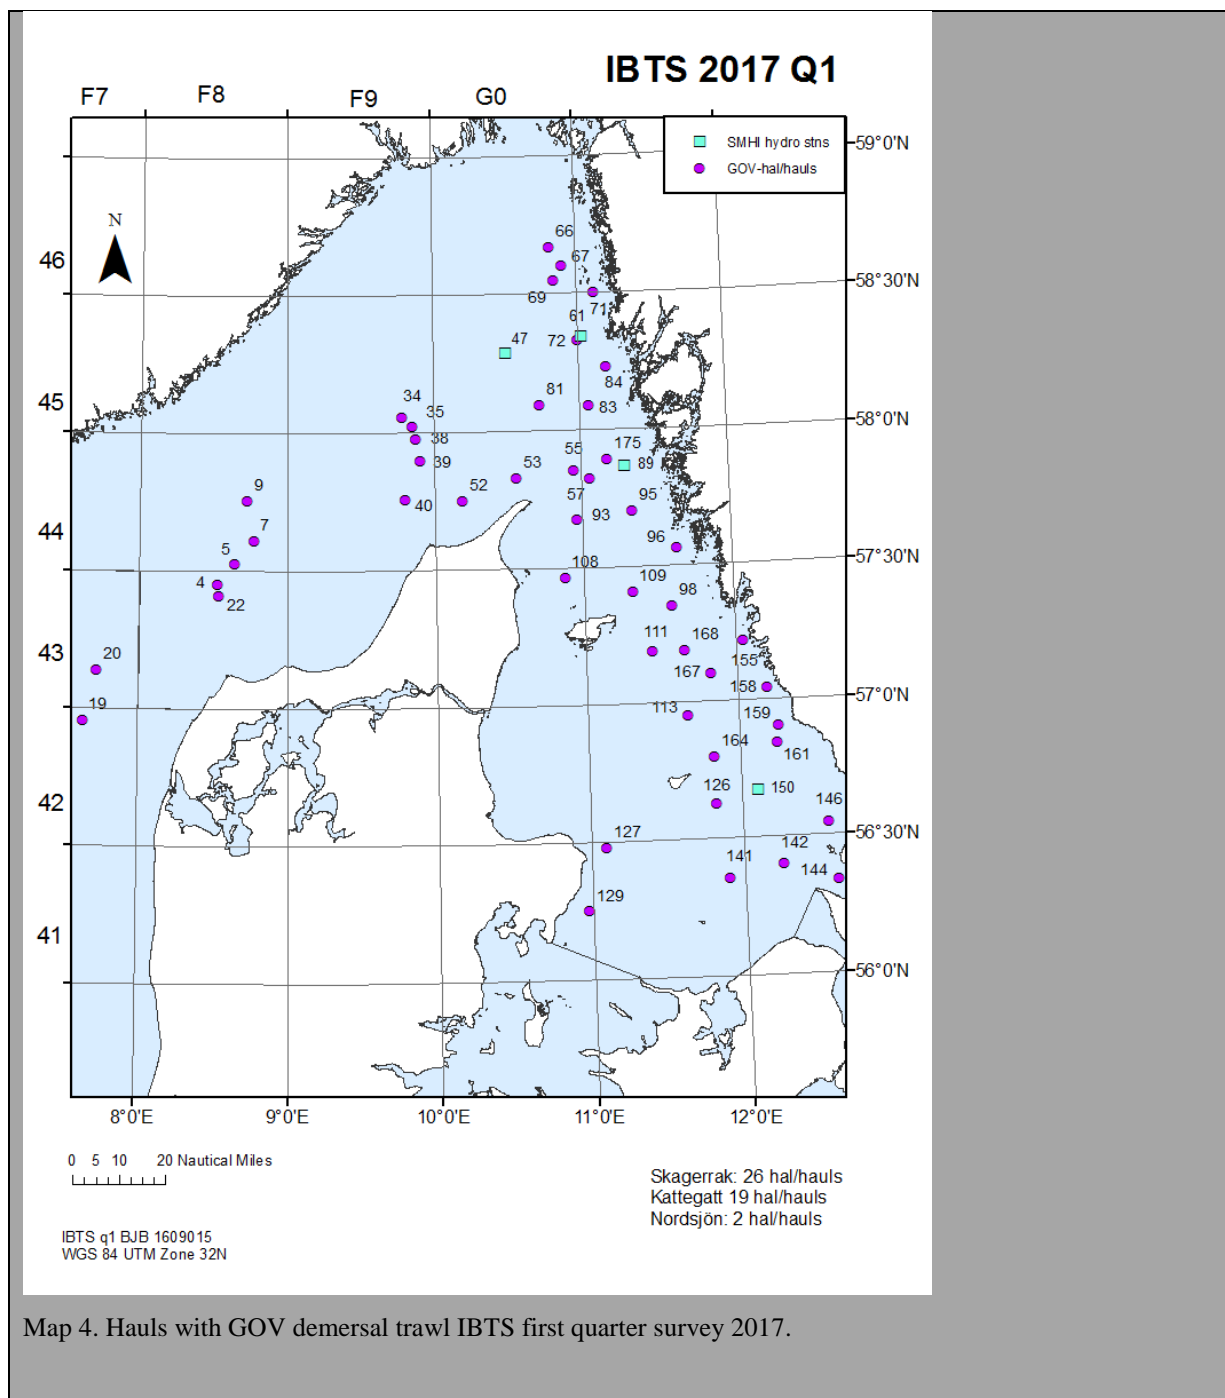 IBTS 2017 Q1
F7
F8
F9
G0
SMHI hydro stns
GOV-hal/hauls
59°0'N
N
66
67
46
58°30'N
69
71
61
47
72
84
34
81
45
35
83
58°0'N
38
175
55
39
53
89
9
52
57
95
40
93
44
7
96
5
57°30'N
108
4
109
98
22
111
168
43
20
155
167
158
57°0'N
19
113
159
164
161
126
150
42
146
56°30'N
127
142
141
144
129
41
56°0'N
8°0'E
9°0'E
10°0'E
11°0'E
12°0'E
0 5 10 20 Nautical Miles
Skagerrak: 26 hal/hauls
Kattegatt 19 hal/hauls
Nordsjön: 2 hal/hauls
IBTS q1 BJB 1609015
WGS 84 UTM Zone 32N
Map 4. Hauls with GOV demersal trawl IBTS first quarter survey 2017.